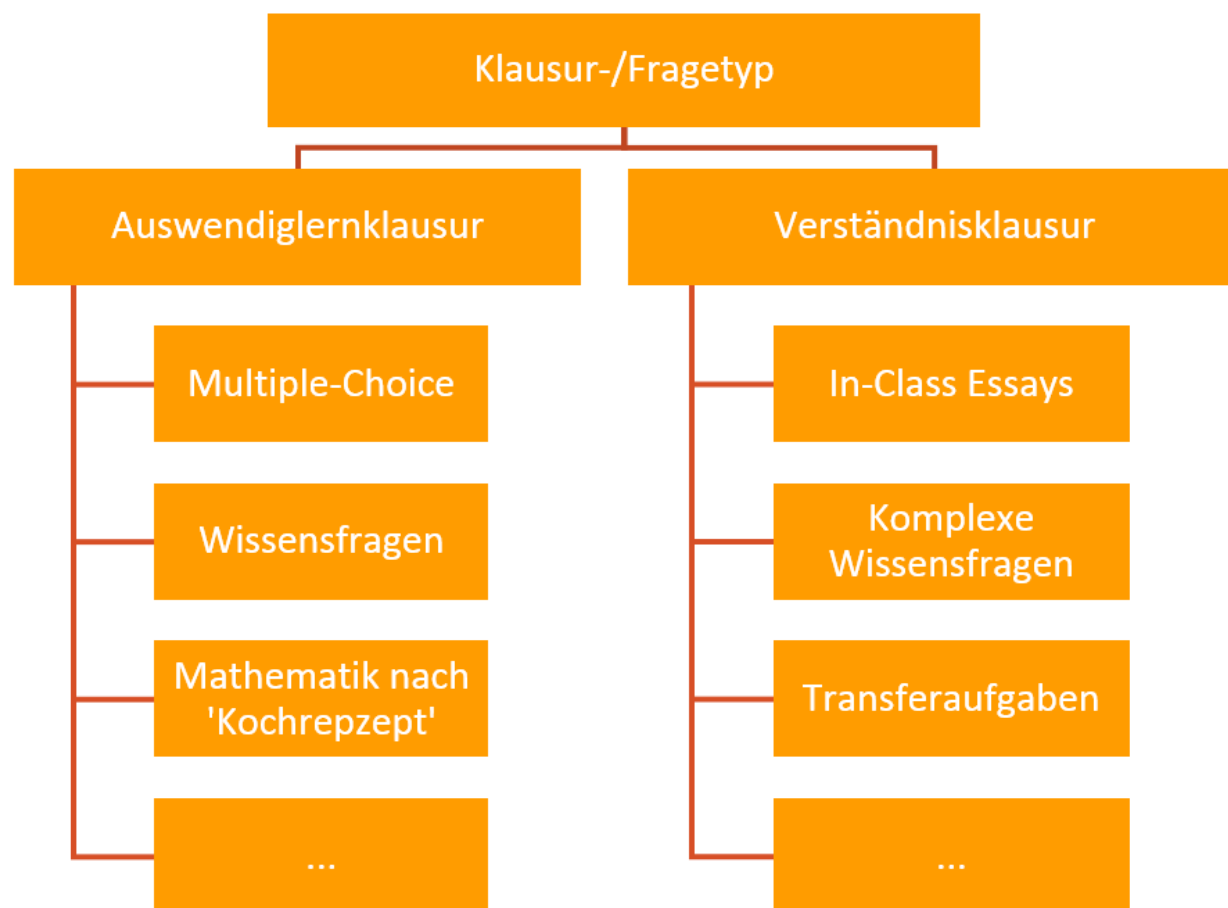 Klausur-/Fragetyp
Auswendiglernklausur
Multiple-Choice
Wissensfragen
Mathematik nach
'Kochrepzept'
...
Verständnisklausur
In-Class Essays
Komplexe
Wissensfragen
Transferaufgaben
...